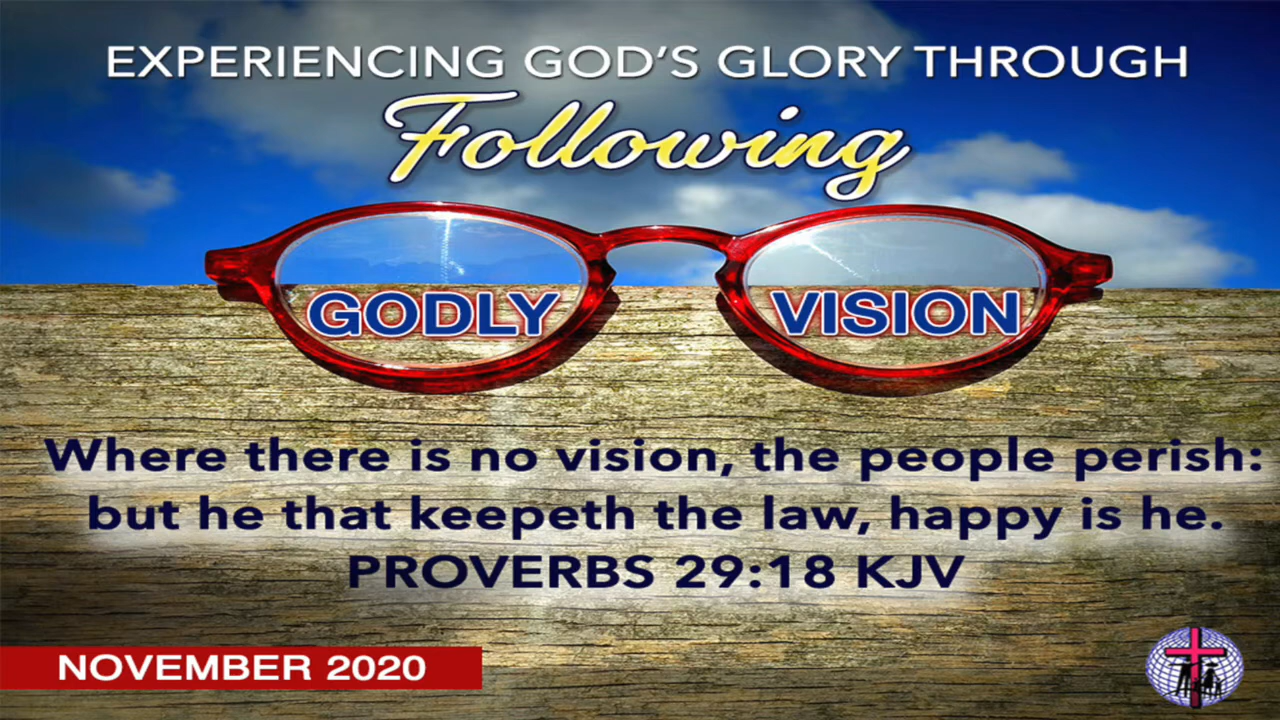 EXPERIENCING GOD'S GLORY THROUGH
Following
GODLY VISION
Where there is no vision, the people perish:
but he that keepeth the law, happy is he.
PROVERBS 29:18 KJV
NOVEMBER 2020